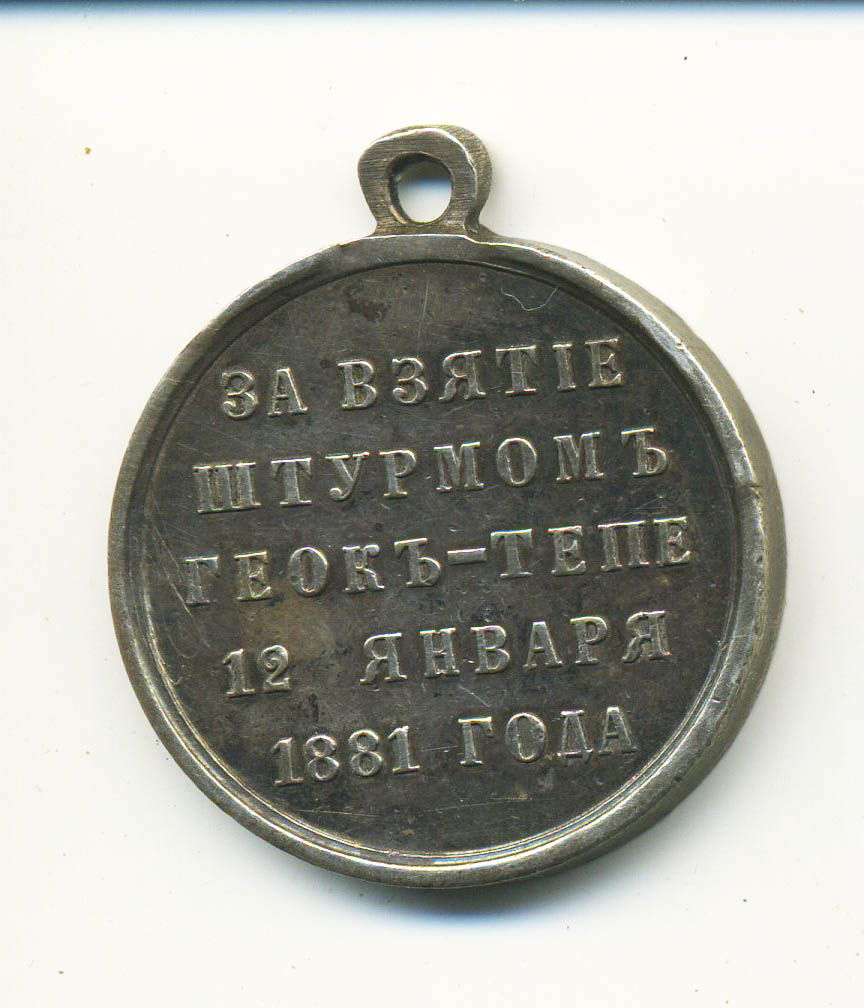 ЗА ВЗЯТІЕ
ШТУРМОМЪ
ГЕОКЪ-ТЕПЕ
12 ЯНВАРЯ
1881 ГОДА